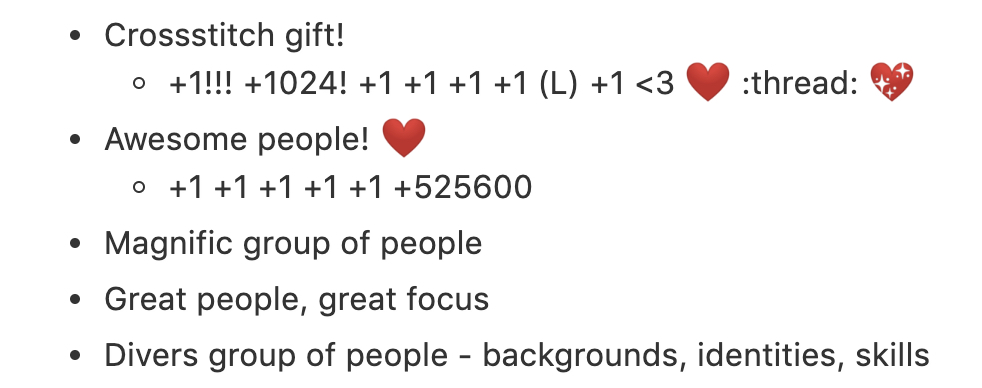 • Crossstitch gift!
◦ +1!!! +1024! +1 +1 +1 +1 (L) +1 <3 ❤️ :thread: 💖
• Awesome people! ❤️
◦ +1 +1 +1 +1 +1 +525600
• Magnific group of people
• Great people, great focus
• Divers group of people - backgrounds, identities, skills